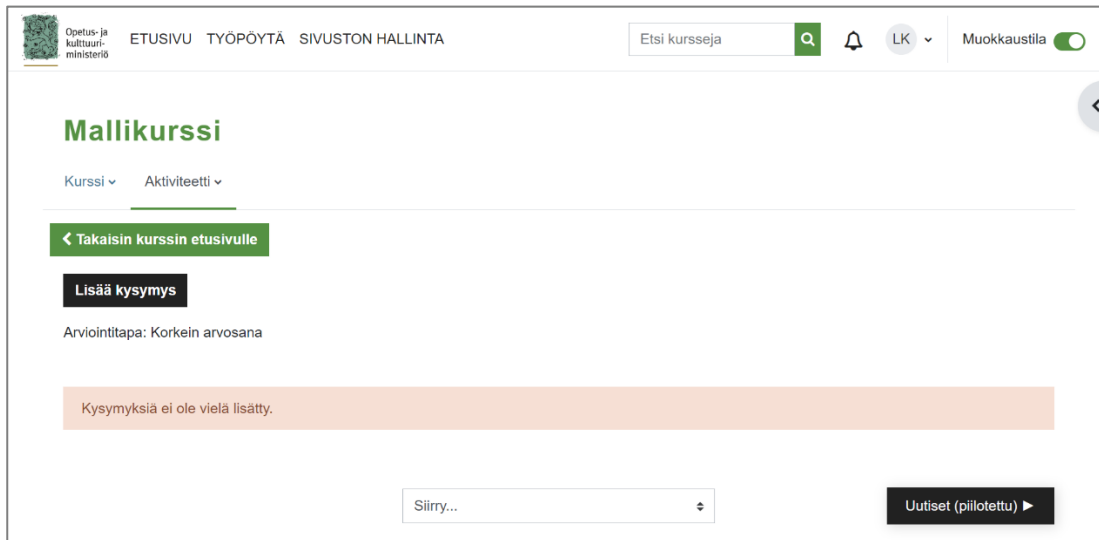 Opetus- ja
kulttuuri-
ministeriö
ETUSIVU TYÖPÖYTÄ SIVUSTON HALLINTA
Etsi kursseja
LK
Muokkaustila
Mallikurssi
Kurssi
Aktiviteetti
Takaisin kurssin etusivulle
Lisää kysymys
Arviointitapa: Korkein arvosana
Kysymyksiä ei ole vielä lisätty.
Siirry...
Uutiset (piilotettu) ►